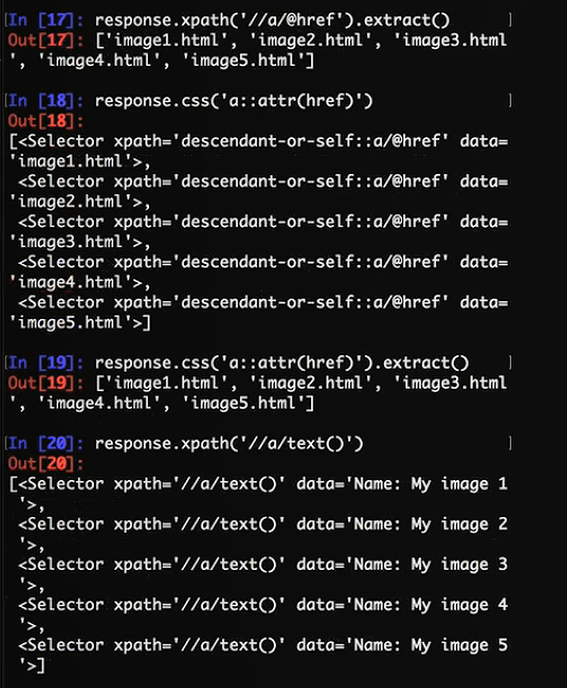 In [17]: response.xpath('//a/@href').extract()
Out[17]: ['image1.html', 'image2.html', 'image3.html
', 'image4.html', 'image5.html']
In [18]: response.css('a::attr(href)')
Out[18]:
[<Selector xpath='descendant-or-self::a/@href' data=
'image1.html'>,
 <Selector xpath='descendant-or-self::a/@href' data=
'image2.html'>,
 <Selector xpath='descendant-or-self::a/@href' data=
'image3.html'>,
 <Selector xpath='descendant-or-self::a/@href' data=
'image4.html'>,
 <Selector xpath='descendant-or-self::a/@href' data=
'image5.html'>]
In [19]: response.css('a::attr(href)').extract()
Out[19]: ['image1.html', 'image2.html', 'image3.html
', 'image4.html', 'image5.html']
In [20]: response.xpath('//a/text()')
Out[20]:
[<Selector xpath='//a/text()' data='Name: My image 1
 '>,
 <Selector xpath='//a/text()' data='Name: My image 2
 '>,
 <Selector xpath='//a/text()' data='Name: My image 3
 '>,
 <Selector xpath='//a/text()' data='Name: My image 4
 '>,
 <Selector xpath='//a/text()' data='Name: My image 5
 '>]